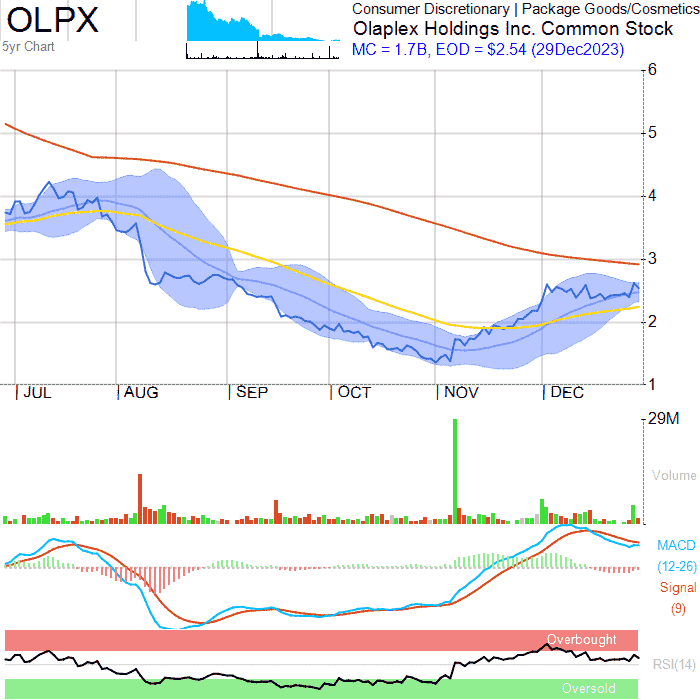 OLPX
5yr Chart
Consumer Discretionary | Package Goods/Cosmetics
Olaplex Holdings Inc. Common Stock
MC = 1.7B, EOD = $2.54 (29Dec2023)
6
5
4
3
2
1
JUL AUG SEP OCT NOV DEC
29M
Volume
MACD
(12-26)
Signal
(9)
Overbought
RSI(14)
Oversold